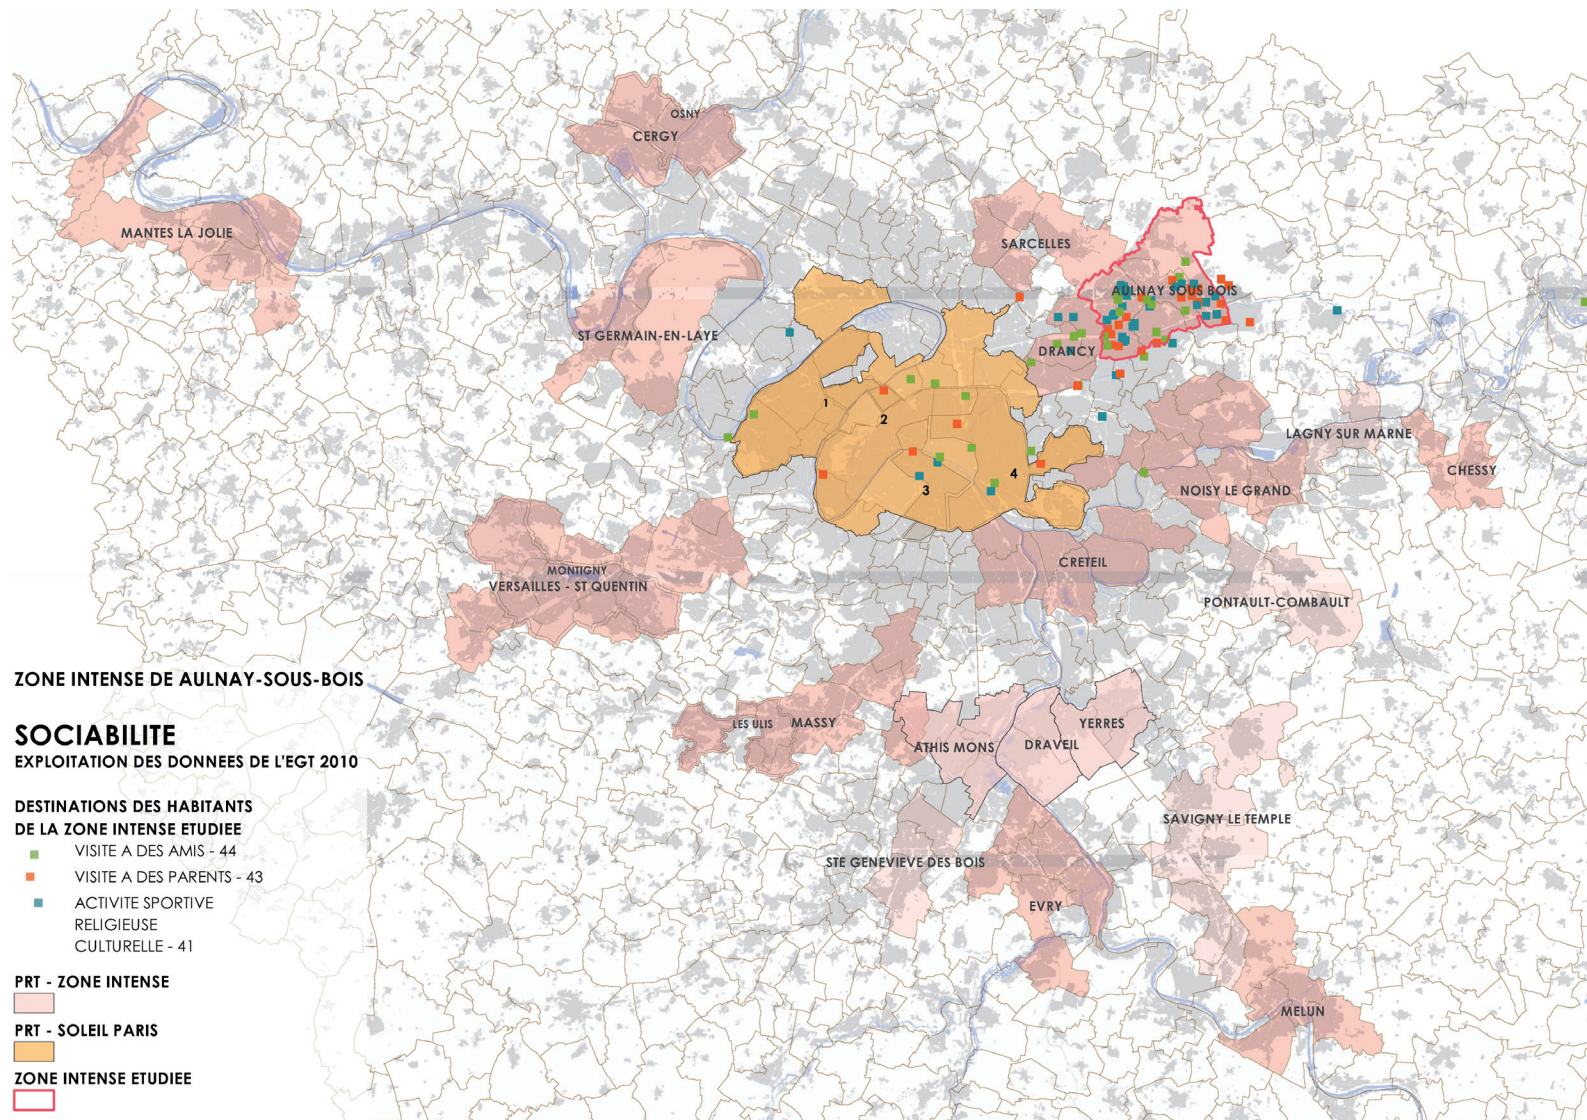 OSNY
CERGY
MANTES LA JOLIE
SARCELLES
AULNAY SOUS BOIS
ST GERMAIN-EN-LAYE
DRANCY
1
2
3
4
LAGNY SUR MARNE
CHESSY
NOISY LE GRAND
MONTIGNY
VERSAILLES - ST QUENTIN
CRETEIL
PONTAULT-COMBAULT
LES ULIS
MASSY
ATHIS MONS
DRAVEIL
YERRES
SAVIGNY LE TEMPLE
STE GENEVIEVE DES BOIS
EVRY
MELUN
ZONE INTENSE DE AULNAY-SOUS-BOIS
SOCIABILITE
EXPLOITATION DES DONNEES DE L'EGT 2010
DESTINATIONS DES HABITANTS
DE LA ZONE INTENSE ETUDIEE
VISITE A DES AMIS - 44
VISITE A DES PARENTS - 43
ACTIVITE SPORTIVE
RELIGIEUSE
CULTURELLE - 41
PRT - ZONE INTENSE
PRT - SOLEIL PARIS
ZONE INTENSE ETUDIEE